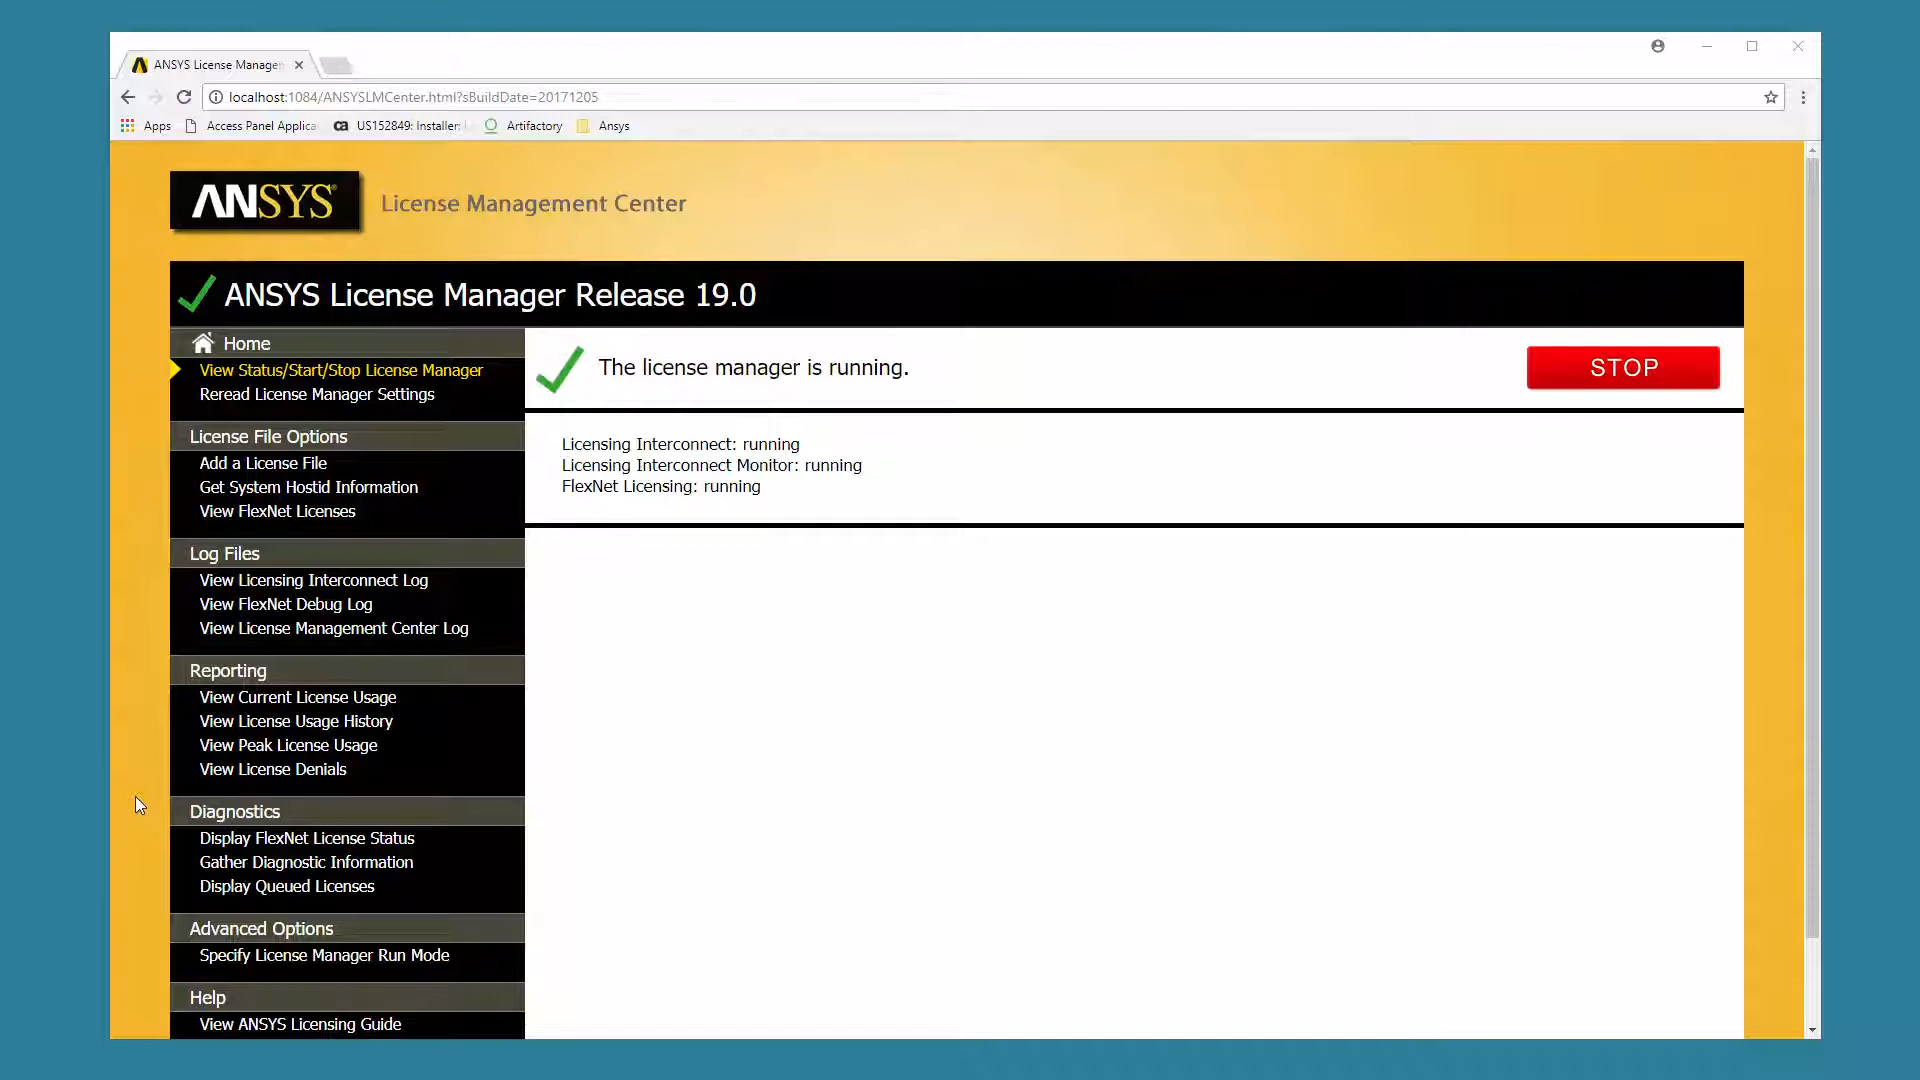 ANSYS License Manager
localhost:1084/ANSYSLMCenter.html?sBuildDate=20171205
Apps Access Panel Applica ca US152849: Installer: Artifactory Ansys
ANSYS License Management Center
ANSYS License Manager Release 19.0
Home
View Status/Start/Stop License Manager
Reread License Manager Settings
License File Options
Add a License File
Get System Hostid Information
View FlexNet Licenses
Log Files
View Licensing Interconnect Log
View FlexNet Debug Log
View License Management Center Log
Reporting
View Current License Usage
View License Usage History
View Peak License Usage
View License Denials
Diagnostics
Display FlexNet License Status
Gather Diagnostic Information
Display Queued Licenses
Advanced Options
Specify License Manager Run Mode
Help
View ANSYS Licensing Guide
The license manager is running.
STOP
Licensing Interconnect: running
Licensing Interconnect Monitor: running
FlexNet Licensing: running